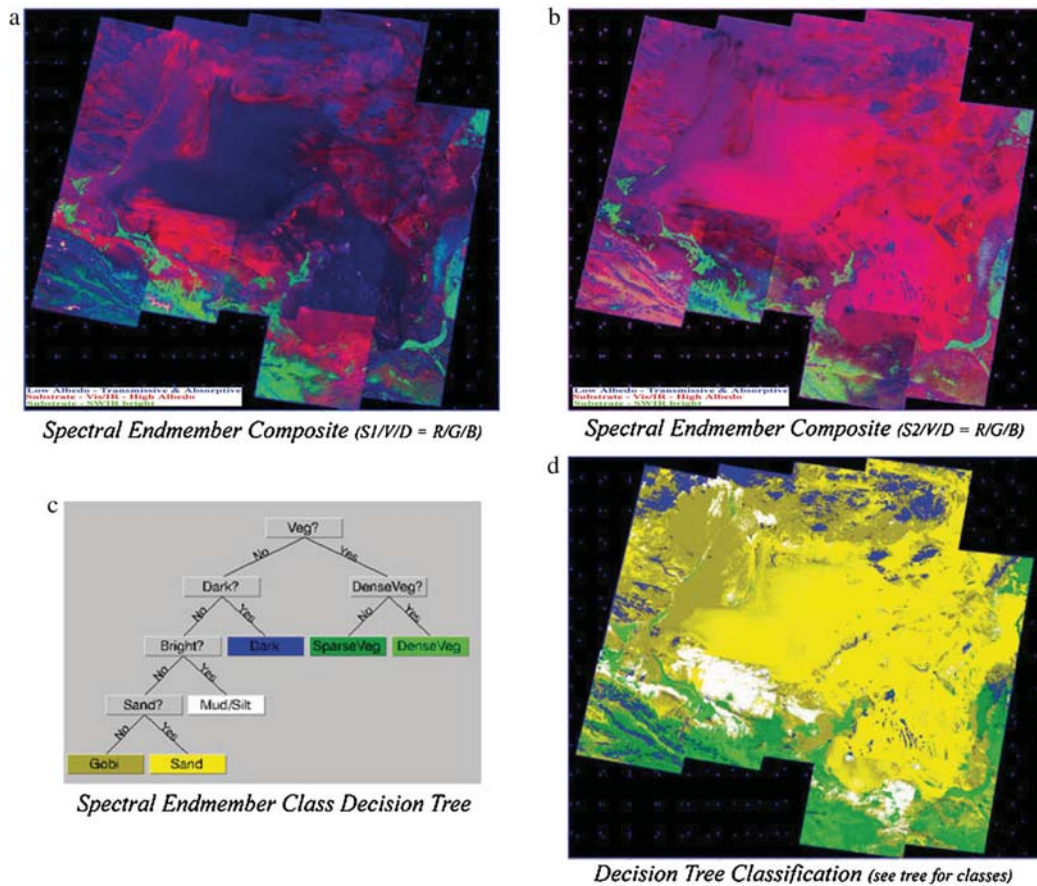 a
b
Low Albedo - Transmissive & Absorptive
Substrate - Vis/IR - High Albedo
Substrate - SWIR bright
Spectral Endmember Composite (S1/V/D = R/G/B)
Low Albedo - Transmissive & Absorptive
Substrate - Vis/IR - High Albedo
Substrate - SWIR bright
Spectral Endmember Composite (S2/V/D = R/G/B)
c
Veg?
No
Yes
Dark?
DenseVeg?
No
Yes
No
Yes
Bright?
Dark
SparseVeg
DenseVeg
No
Yes
Sand?
Mud/Silt
No
Yes
Gobi
Sand
Spectral Endmember Class Decision Tree
d
Decision Tree Classification (see tree for classes)